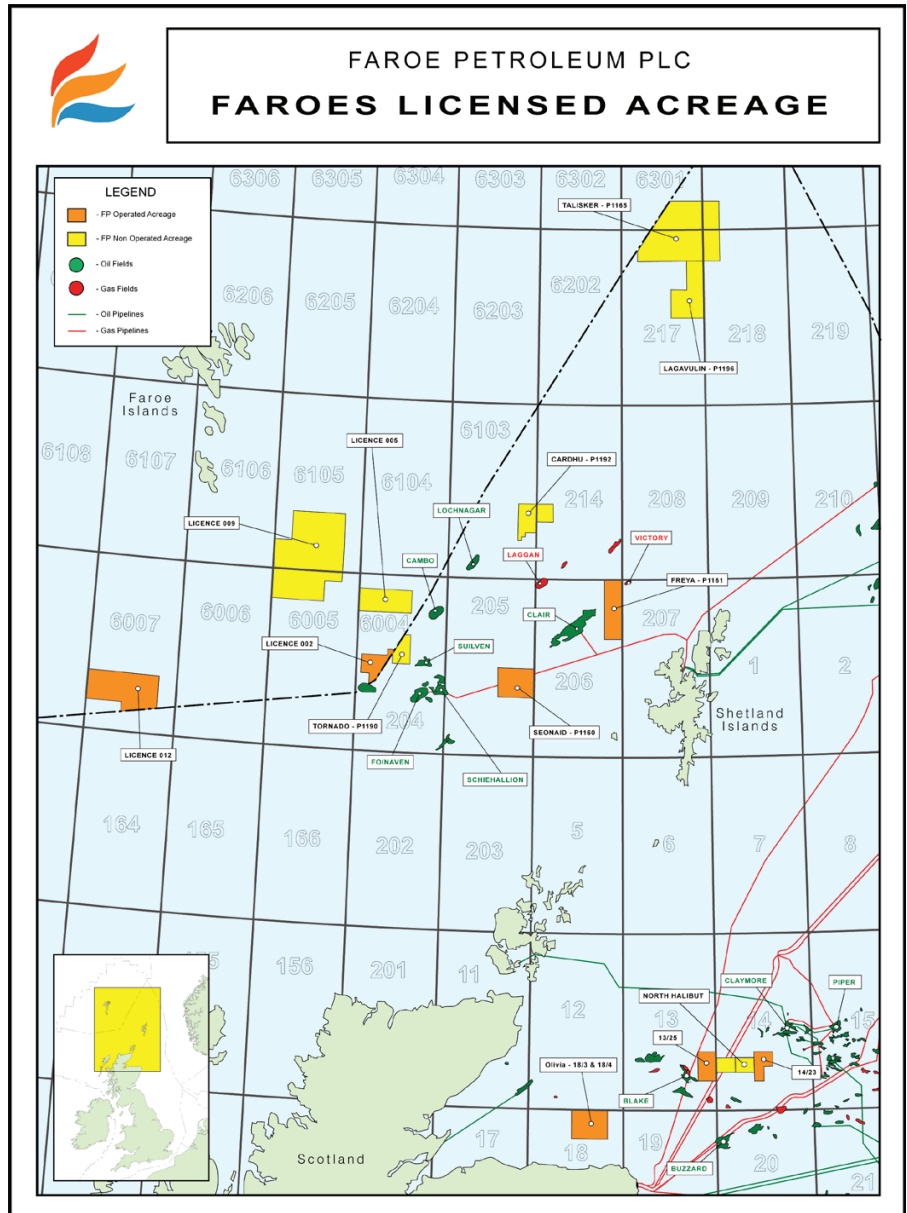 FAROE PETROLEUM PLC
FAROES LICENSED ACREAGE
LEGEND
- FP Operated Acreage
- FP Non Operated Acreage
- Oil Fields
- Gas Fields
- Oil Pipelines
- Gas Pipelines
6306
6305
6304
6303
6302
6301
TALISKER - P1165
6206
6205
6204
6203
6202
217
218
219
LAGAVULIN - P1196
Faroe
Islands
6108
6107
6106
6105
6104
6103
LICENCE 005
CARDHU - P1192
214
208
209
210
LICENCE 009
LOCHNAGAR
CAMBO
LAGGAN
VICTORY
FREYA - P1161
6007
6006
6005
6004
205
CLAIR
207
LICENCE 002
SUILVEN
206
1
2
TORNADO - P1190
204
SEONAID - P1160
Shetland
Islands
LICENCE 012
FOINAVEN
SCHIEHALLION
164
165
166
202
203
5
6
7
8
155
156
201
11
12
13
14
15
NORTH HALIBUT
CLAYMORE
PIPER
13/25
Olivia - 18/3 & 18/4
14/23
BLAKE
Scotland
17
18
19
20
21
BUZZARD